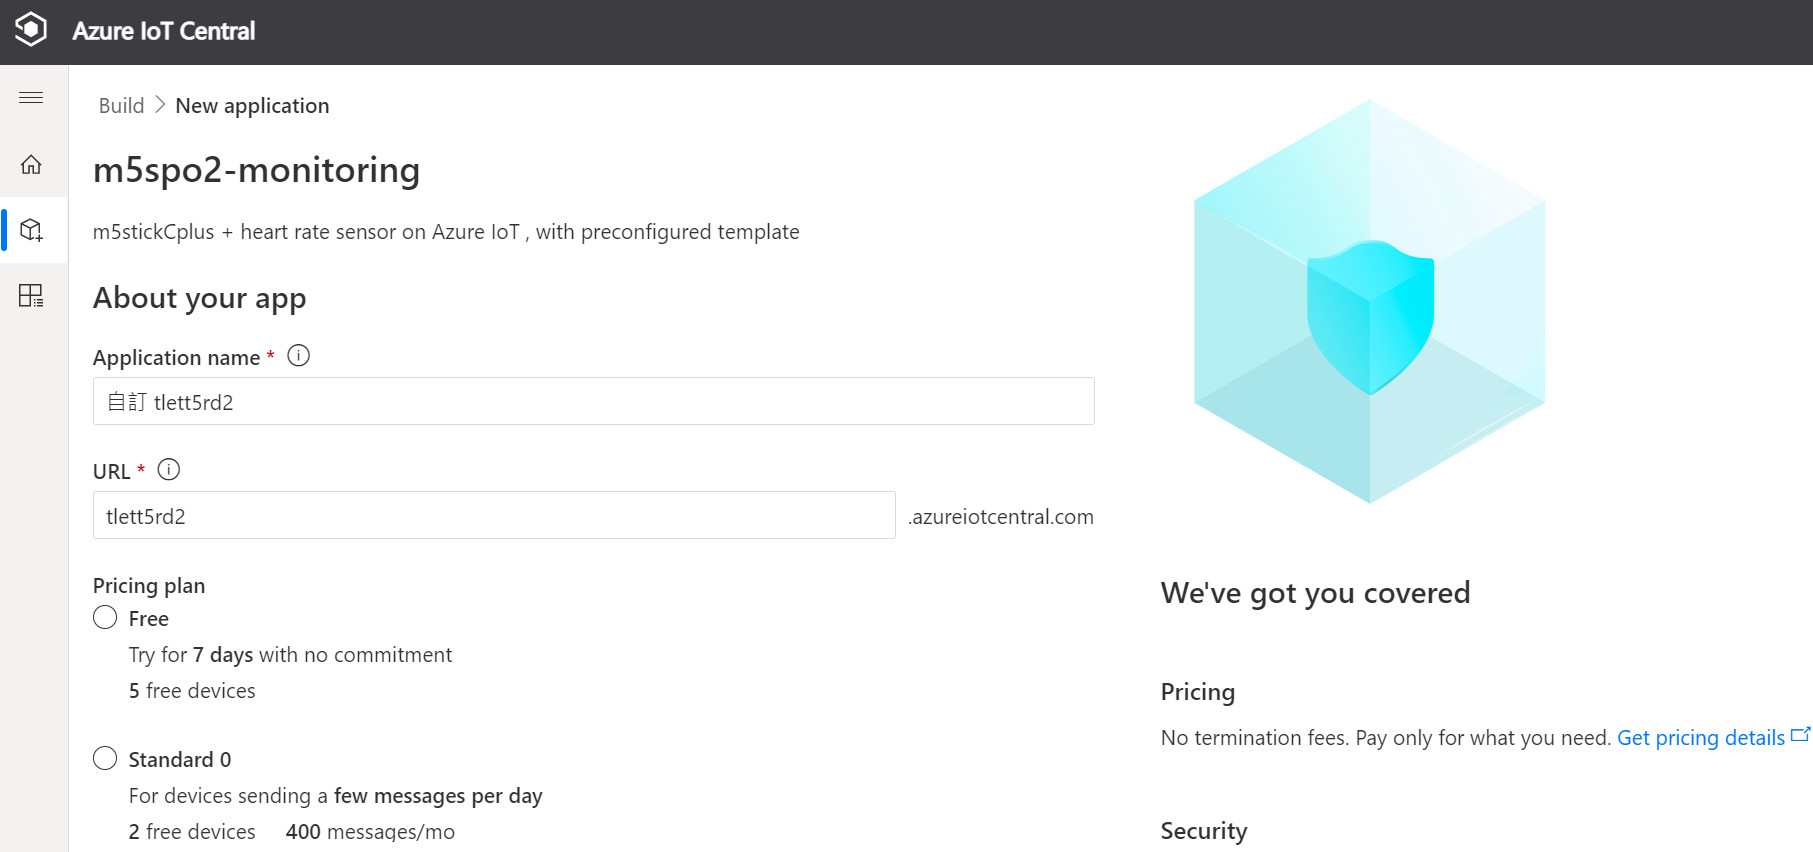 Azure IoT Central
Build > New application
m5spo2-monitoring
m5stickCplus + heart rate sensor on Azure IoT , with preconfigured template
About your app
Application name *
自訂 tlett5rd2
URL *
tlett5rd2
.azureiotcentral.com
Pricing plan
Free
Try for 7 days with no commitment
5 free devices
Standard 0
For devices sending a few messages per day
2 free devices 400 messages/mo
We've got you covered
Pricing
No termination fees. Pay only for what you need. Get pricing details
Security